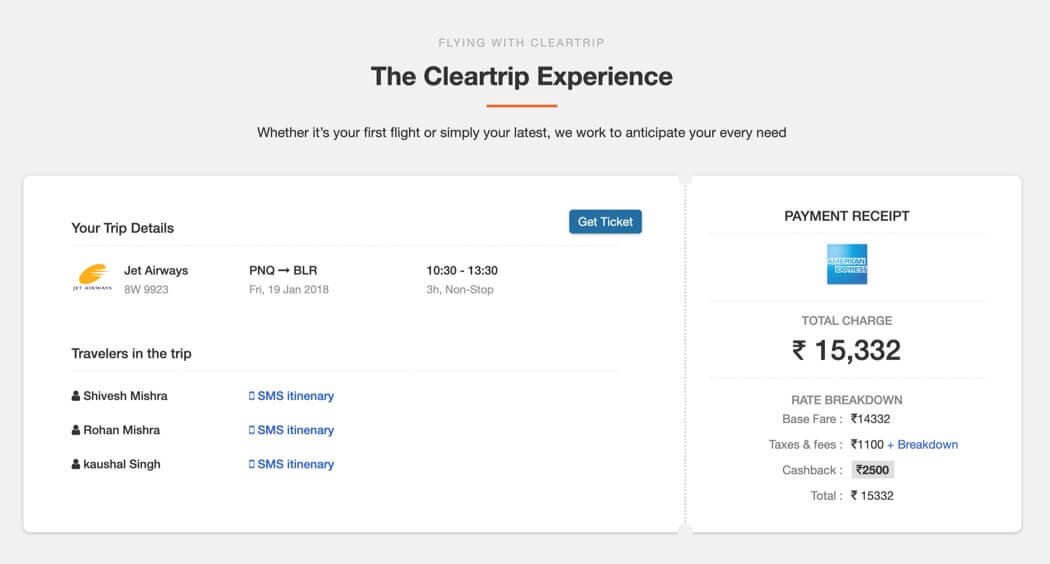 FLYING WITH CLEARTRIP
The Cleartrip Experience
Whether it's your first flight or simply your latest, we work to anticipate your every need
Your Trip Details
Get Ticket
JET AIRWAYS
Jet Airways
8W 9923
PNQ → BLR
Fri, 19 Jan 2018
10:30 - 13:30
3h, Non-Stop
Travelers in the trip
Shivesh Mishra SMS itinenary
Rohan Mishra SMS itinenary
kaushal Singh SMS itinenary
PAYMENT RECEIPT
AMERICAN
EXPRESS
TOTAL CHARGE
₹ 15,332
RATE BREAKDOWN
Base Fare : ₹14332
Taxes & fees : ₹1100 + Breakdown
Cashback : ₹2500
Total : ₹ 15332